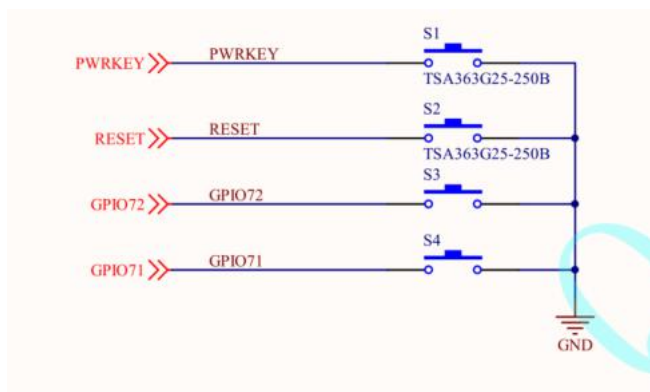 S1
PWRKEY PWRKEY
TSA363G25-250B
S2
RESET RESET
TSA363G25-250B
S3
GPIO72 GPIO72
S4
GPIO71 GPIO71
GND